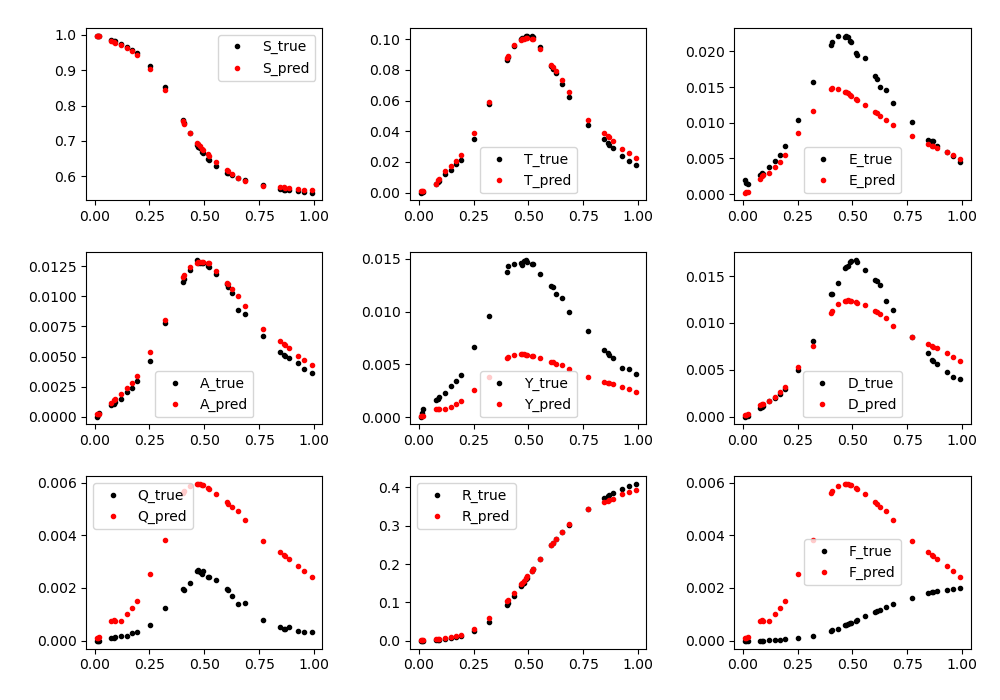 1.0
0.9
0.8
0.7
0.6
S_true
S_pred
0.00 0.25 0.50 0.75 1.00
0.10
0.08
0.06
0.04
0.02
0.00
T_true
T_pred
0.00 0.25 0.50 0.75 1.00
0.020
0.015
0.010
0.005
0.000
E_true
E_pred
0.00 0.25 0.50 0.75 1.00
0.0125
0.0100
0.0075
0.0050
0.0025
0.0000
A_true
A_pred
0.00 0.25 0.50 0.75 1.00
0.015
0.010
0.005
0.000
Y_true
Y_pred
0.00 0.25 0.50 0.75 1.00
0.015
0.010
0.005
0.000
D_true
D_pred
0.00 0.25 0.50 0.75 1.00
0.006
0.004
0.002
0.000
Q_true
Q_pred
0.00 0.25 0.50 0.75 1.00
0.4
0.3
0.2
0.1
0.0
R_true
R_pred
0.00 0.25 0.50 0.75 1.00
0.006
0.004
0.002
0.000
F_true
F_pred
0.00 0.25 0.50 0.75 1.00